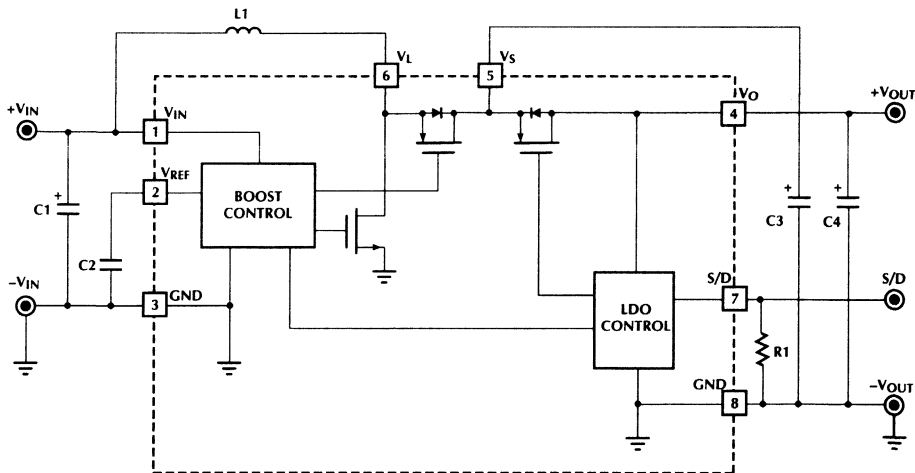 L1
VL
VS
6
5
+VIN
VIN
VO
+VOUT
1
4
VREF
2
+
C1
BOOST
CONTROL
+
C3
+
C4
C2
−VIN
GND
3
S/D
7
S/D
LDO
CONTROL
R1
GND
8
−VOUT